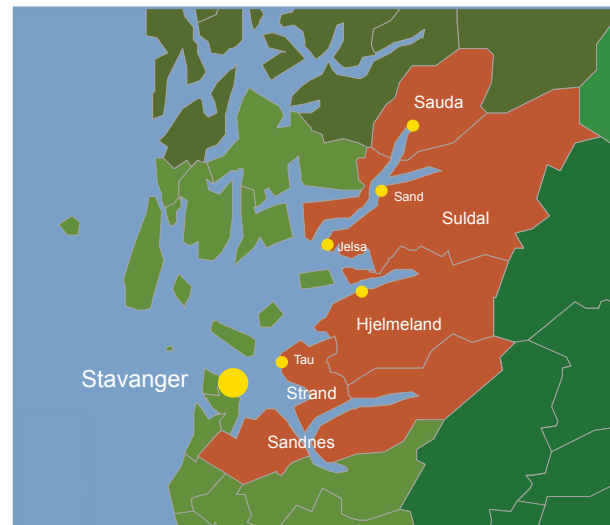 Sauda
Sand
Suldal
Jelsa
Hjelmeland
Tau
Stavanger
Strand
Sandnes